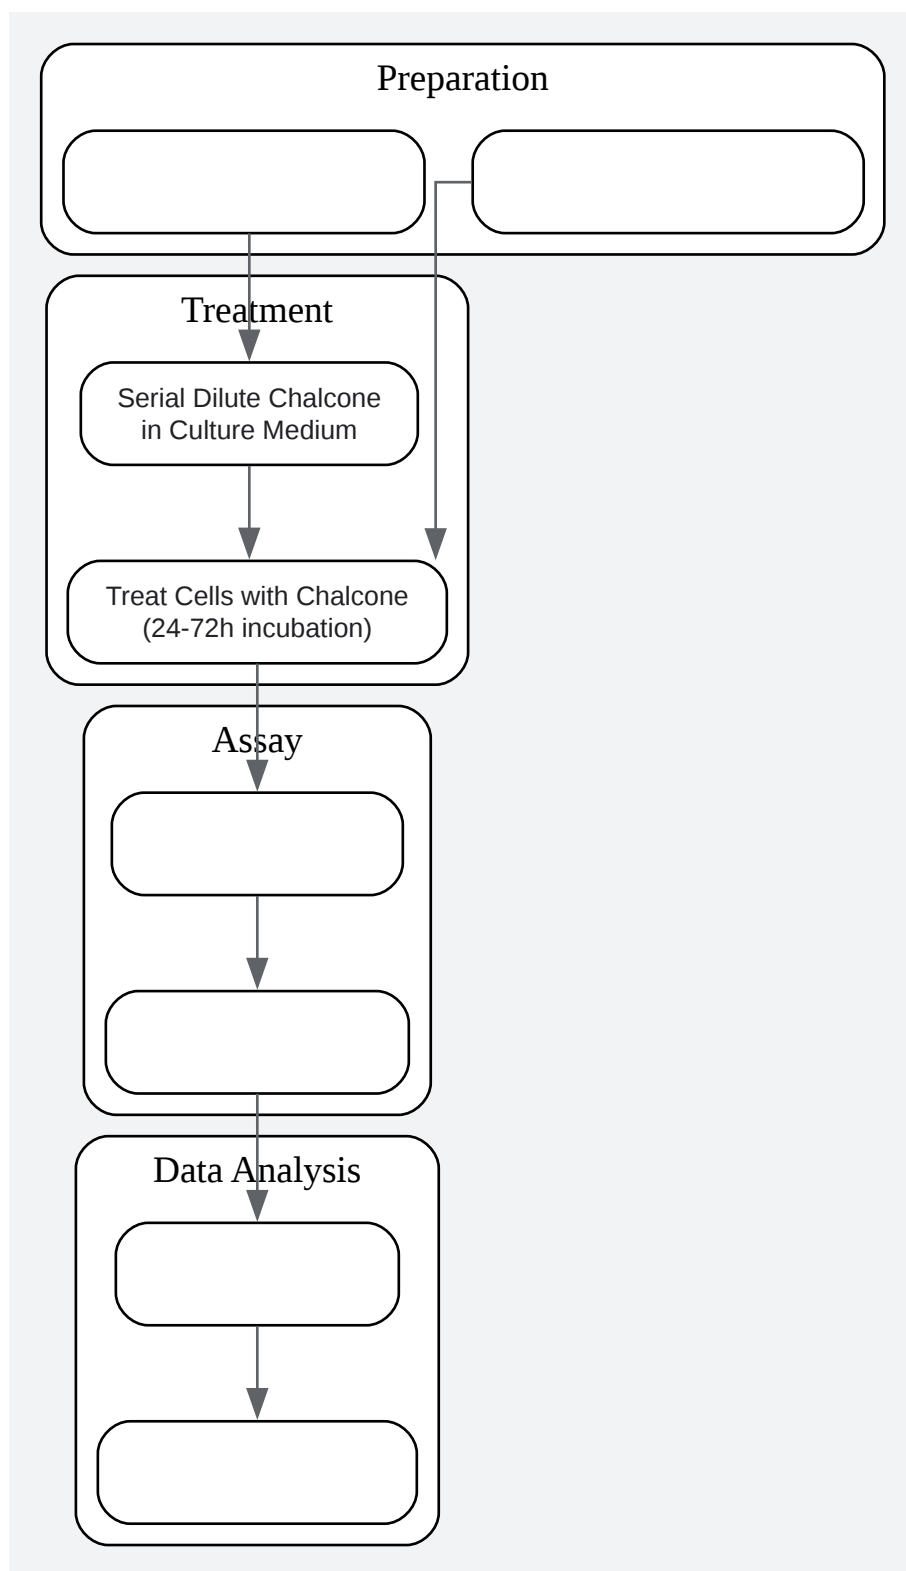 Preparation
Treatment
Serial Dilute Chalcone
in Culture Medium
Treat Cells with Chalcone
(24-72h incubation)
Assay
Data Analysis